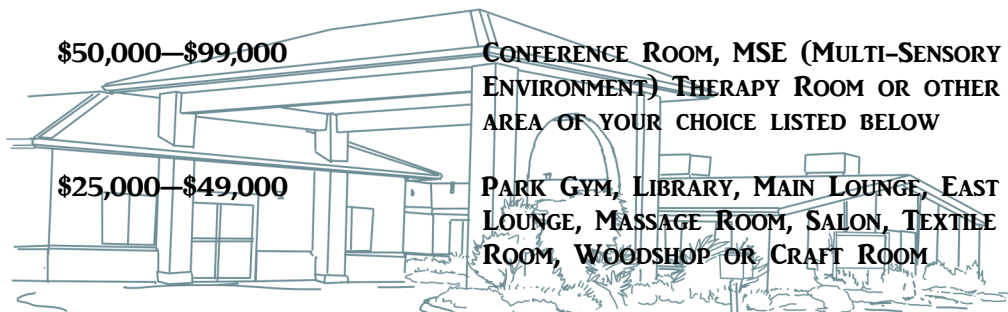 $50,000—$99,000 Conference Room, MSE (Multi-Sensory
Environment) Therapy Room or other
area of your choice listed below
$25,000—$49,000 Park Gym, Library, Main Lounge, East
Lounge, Massage Room, Salon, Textile
Room, Woodshop or Craft Room